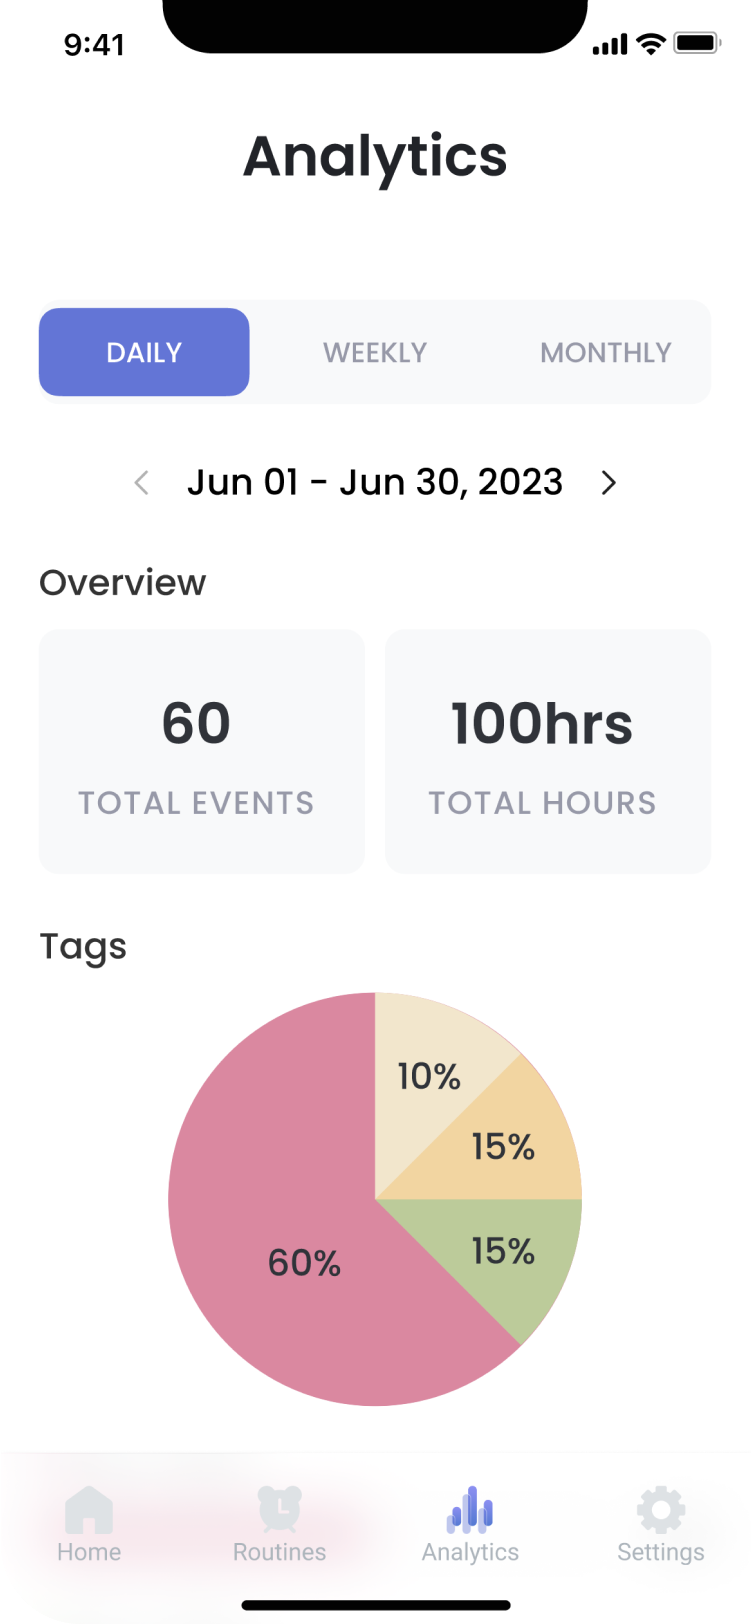 9:41
Analytics
DAILY WEEKLY MONTHLY
Jun 01 - Jun 30, 2023
Overview
60 100hrs
TOTAL EVENTS TOTAL HOURS
Tags
10%
15%
15%
60%
Home Routines Analytics Settings